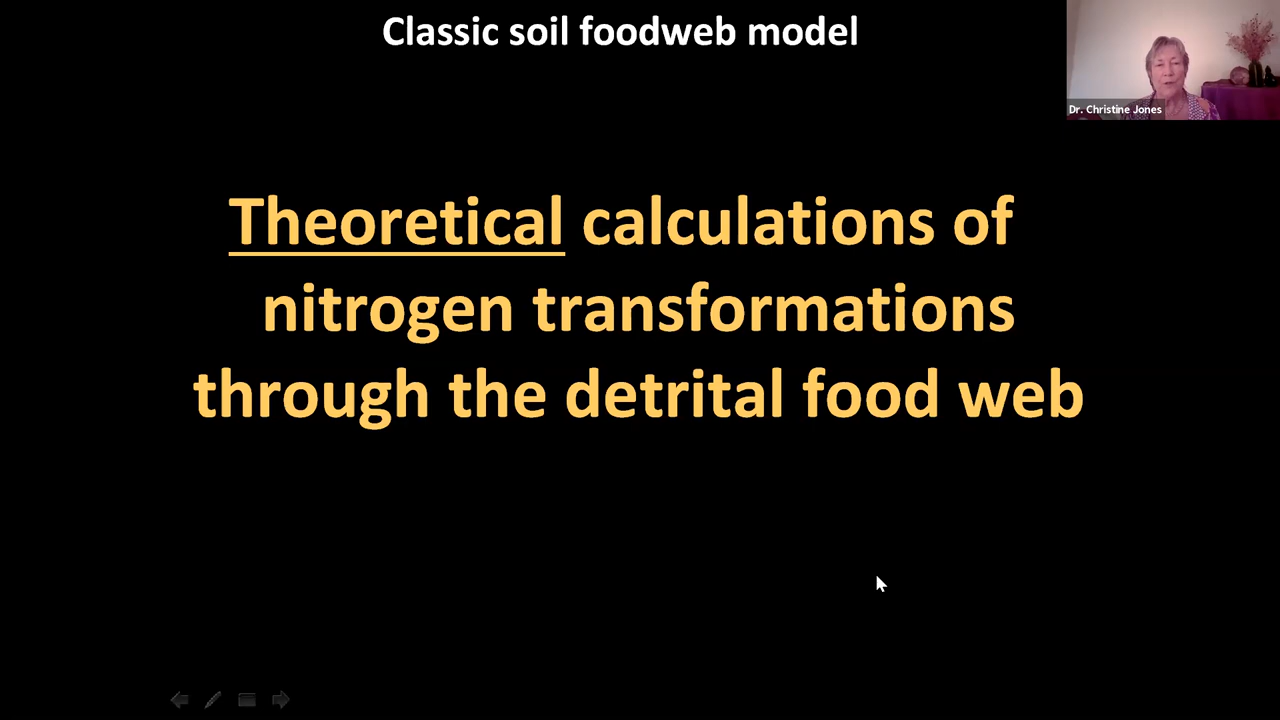 Classic soil foodweb model
Dr. Christine Jones
Theoretical calculations of
nitrogen transformations
through the detrital food web